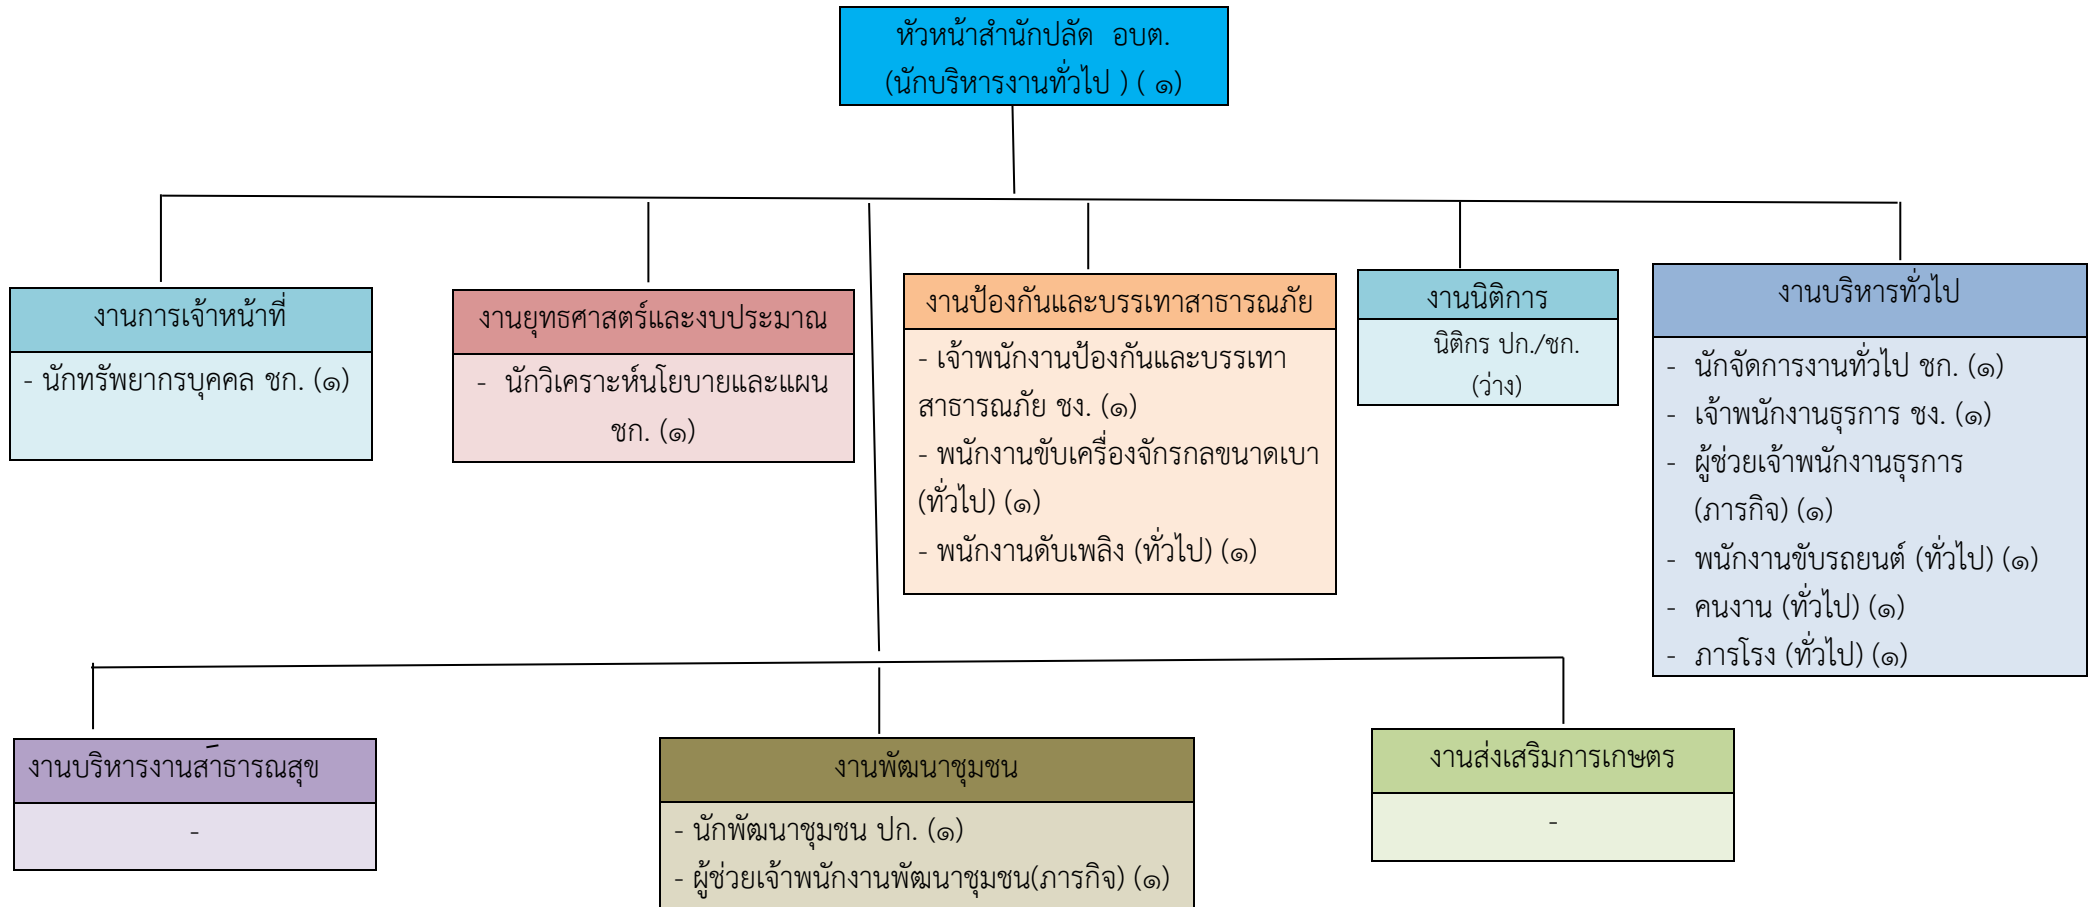 หัวหน้าสำนักปลัด อบต.
(นักบริหารงานทั่วไป ) ( ๑)
งานการเจ้าหน้าที่
- นักทรัพยากรบุคคล ชก. (๑)
งานยุทธศาสตร์และงบประมาณ
- นักวิเคราะห์นโยบายและแผน
ชก. (๑)
งานป้องกันและบรรเทาสาธารณภัย
- เจ้าพนักงานป้องกันและบรรเทา
สาธารณภัย ชง. (๑)
- พนักงานขับเครื่องจักรกลขนาดเบา
(ทั่วไป) (๑)
- พนักงานดับเพลิง (ทั่วไป) (๑)
งานนิติการ
นิติกร ปก./ชก.
(ว่าง)
งานบริหารทั่วไป
- นักจัดการงานทั่วไป ชก. (๑)
- เจ้าพนักงานธุรการ ชง. (๑)
- ผู้ช่วยเจ้าพนักงานธุรการ
(ภารกิจ) (๑)
- พนักงานขับรถยนต์ (ทั่วไป) (๑)
- คนงาน (ทั่วไป) (๑)
- ภารโรง (ทั่วไป) (๑)
งานบริหารงานสาธารณสุข
-
งานพัฒนาชุมชน
- นักพัฒนาชุมชน ปก. (๑)
- ผู้ช่วยเจ้าพนักงานพัฒนาชุมชน(ภารกิจ) (๑)
งานส่งเสริมการเกษตร
-